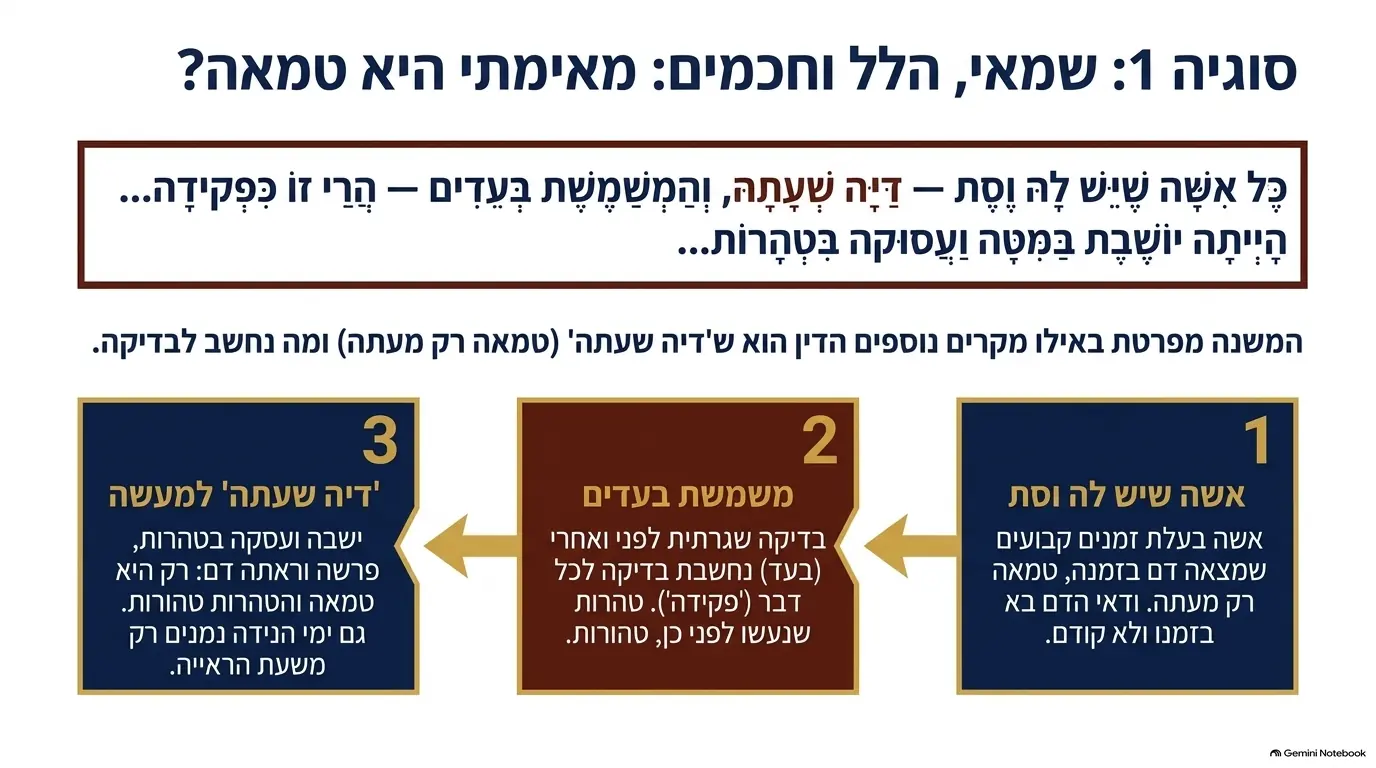 סוגיה 1: שמאי, הלל וחכמים: מאימתי היא טמאה?
כׇּל אִשָּׁה שֶׁיֵּשׁ לָהּ וֶסֶת — דַּיָּהּ שְׁעָתָהּ, וְהַמְשַׁמֶּשֶׁת בְּעֵדִים — הֲרֵי זוֹ כִּפְקִידָה...
הָיְיתָה יוֹשֶׁבֶת בַּמִּטָּה וַעֲסוּקה בִּטְהָרוֹת...
המשנה מפרטת באילו מקרים נוספים הדין הוא ש'דיה שעתה' (טמאה רק מעתה) ומה נחשב לבדיקה.
1
אשה שיש לה וסת
אשה בעלת זמנים קבועים
שמצאה דם בזמנה, טמאה
רק מעתה. ודאי הדם בא
בזמנו ולא קודם.
2
משמשת בעדים
בדיקה שגרתית לפני ואחרי
(בעד) נחשבת בדיקה לכל
דבר ('פקידה'). טהרות
שנעשו לפני כן, טהורות.
3
'דיה שעתה' למעשה
ישבה ועסקה בטהרות,
פרשה וראתה דם: רק היא
טמאה והטהרות טהורות.
גם ימי הנידה נמנים רק
משעת הראייה.
Gemini Notebook